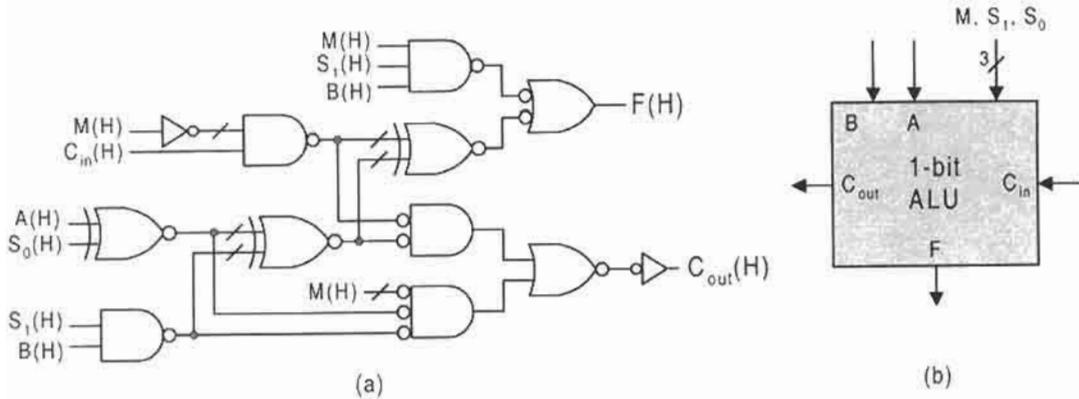 M(H)
S₁(H)
B(H)
F(H)
M(H)
Cin(H)
A(H)
S₀(H)
M(H)
Cout(H)
S₁(H)
B(H)
(a)
M, S₁, S₀
3
B A
1-bit
Cout ALU Cin
F
(b)